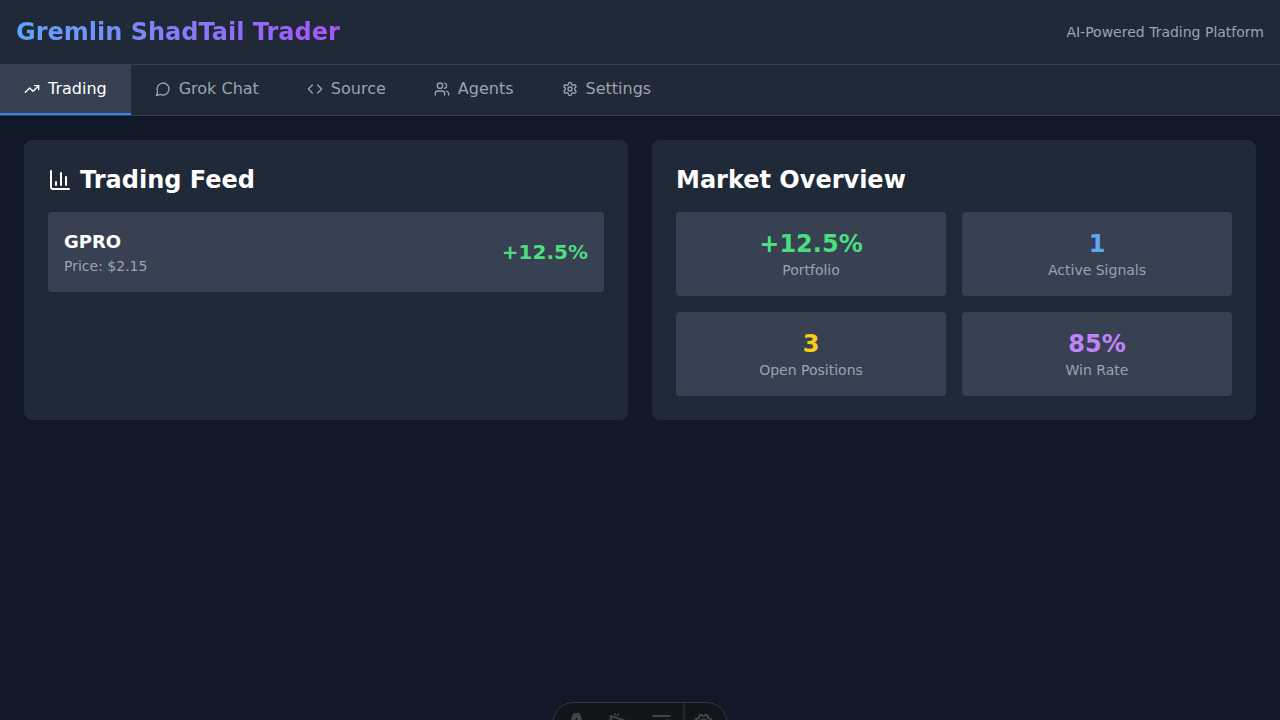 Gremlin ShadTail Trader
AI-Powered Trading Platform
Trading
Grok Chat
Source
Agents
Settings
Trading Feed
GPRO
Price: $2.15
+12.5%
Market Overview
+12.5%
Portfolio
1
Active Signals
3
Open Positions
85%
Win Rate